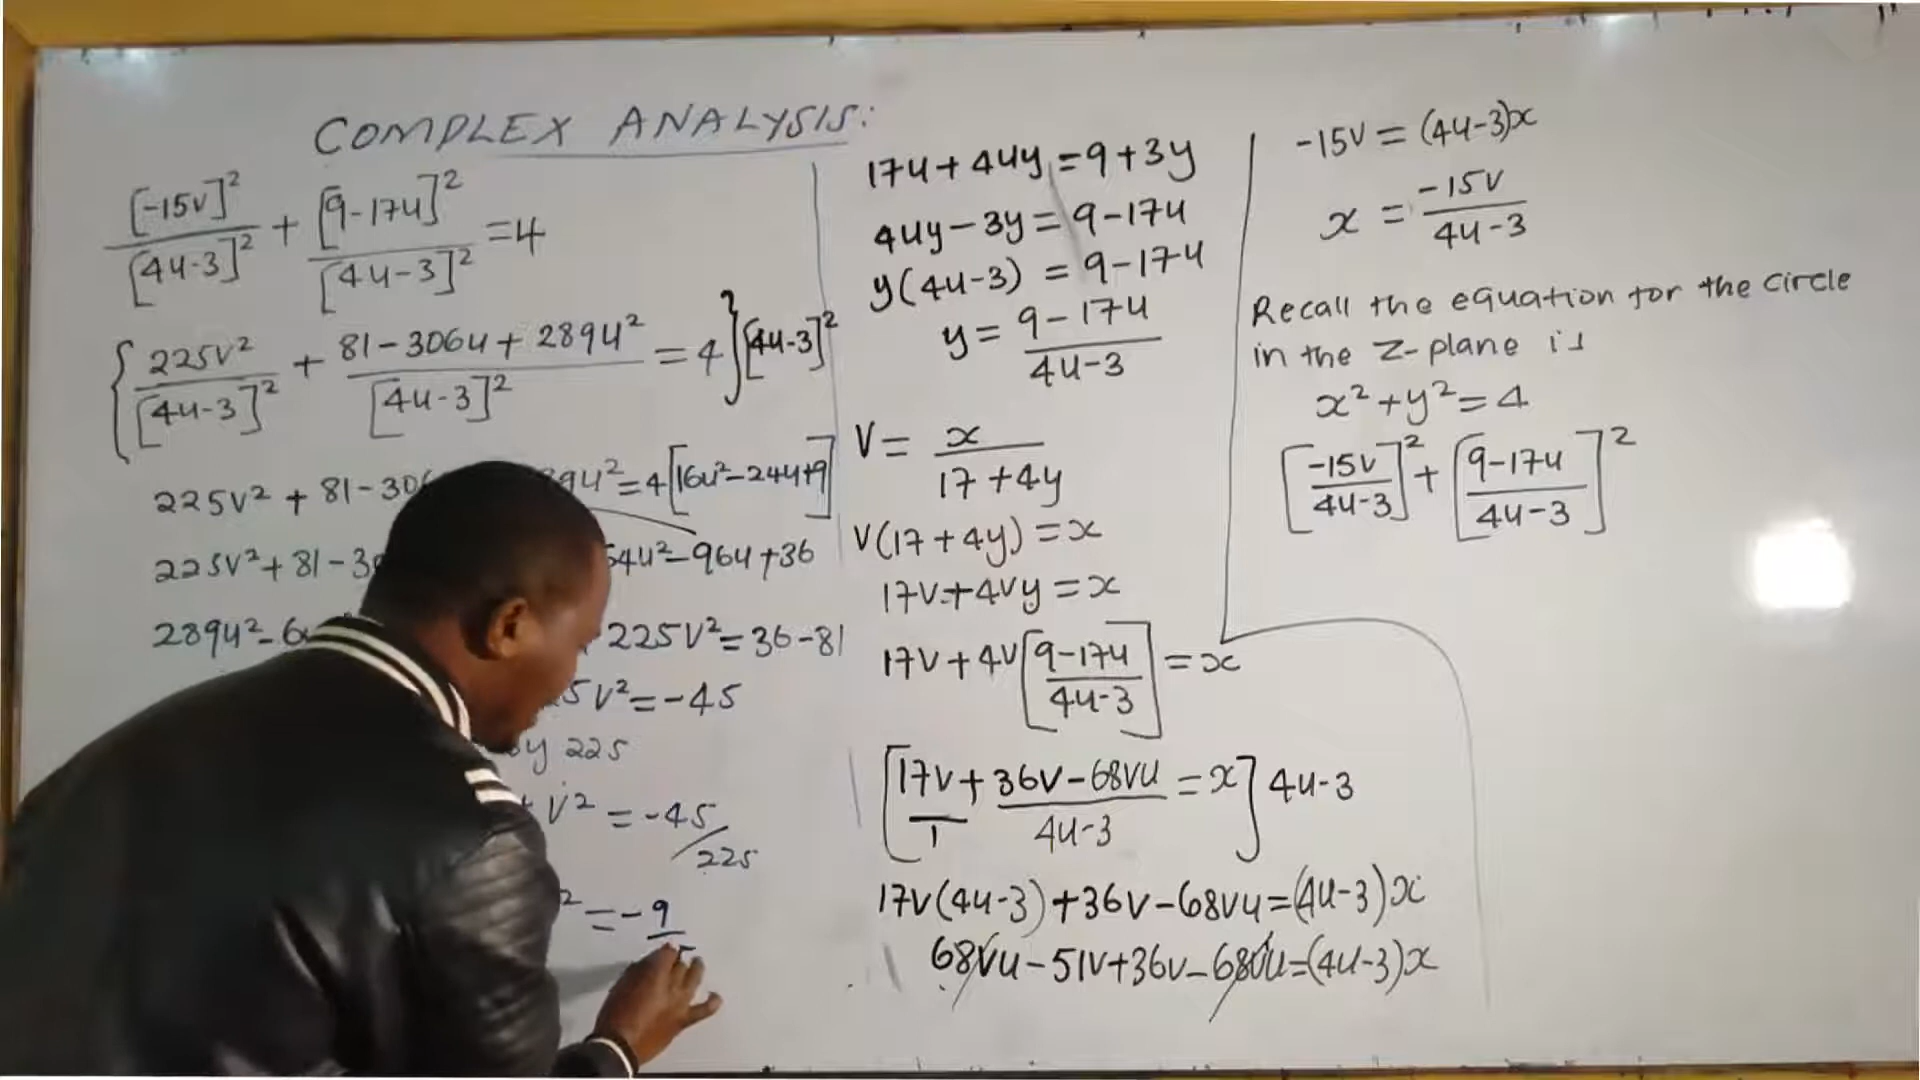 COMPLEX ANALYSIS:
[-15v]²/[4u-3]² + [9-17u]²/[4u-3]² = 4
{225v²/[4u-3]² + 81-306u+289u²/[4u-3]² = 4}[4u-3]²
225v² + 81-306 89u² = 4[16u²-24u+9]
225v² + 81-30 64u²-96u+36
289u²-6 225v² = 36-81
5v² = -45
by 225
+ v² = -45/225
² = -9/
17u + 4uy = 9+3y
4uy-3y = 9-17u
y(4u-3) = 9-17u
y = 9-17u/4u-3
v = x/17+4y
v(17+4y) = x
17v+4vy = x
17v + 4v[9-17u/4u-3] = x
[17v/1 + 36v-68vu/4u-3 = x] 4u-3
17v(4u-3)+36v-68vu=(4u-3)x
68vu-51v+36v-68vu=(4u-3)x
-15v = (4u-3)x
x = -15v/4u-3
Recall the equation for the circle
in the z-plane is
x²+y²=4
[-15v/4u-3]² + [9-17u/4u-3]²